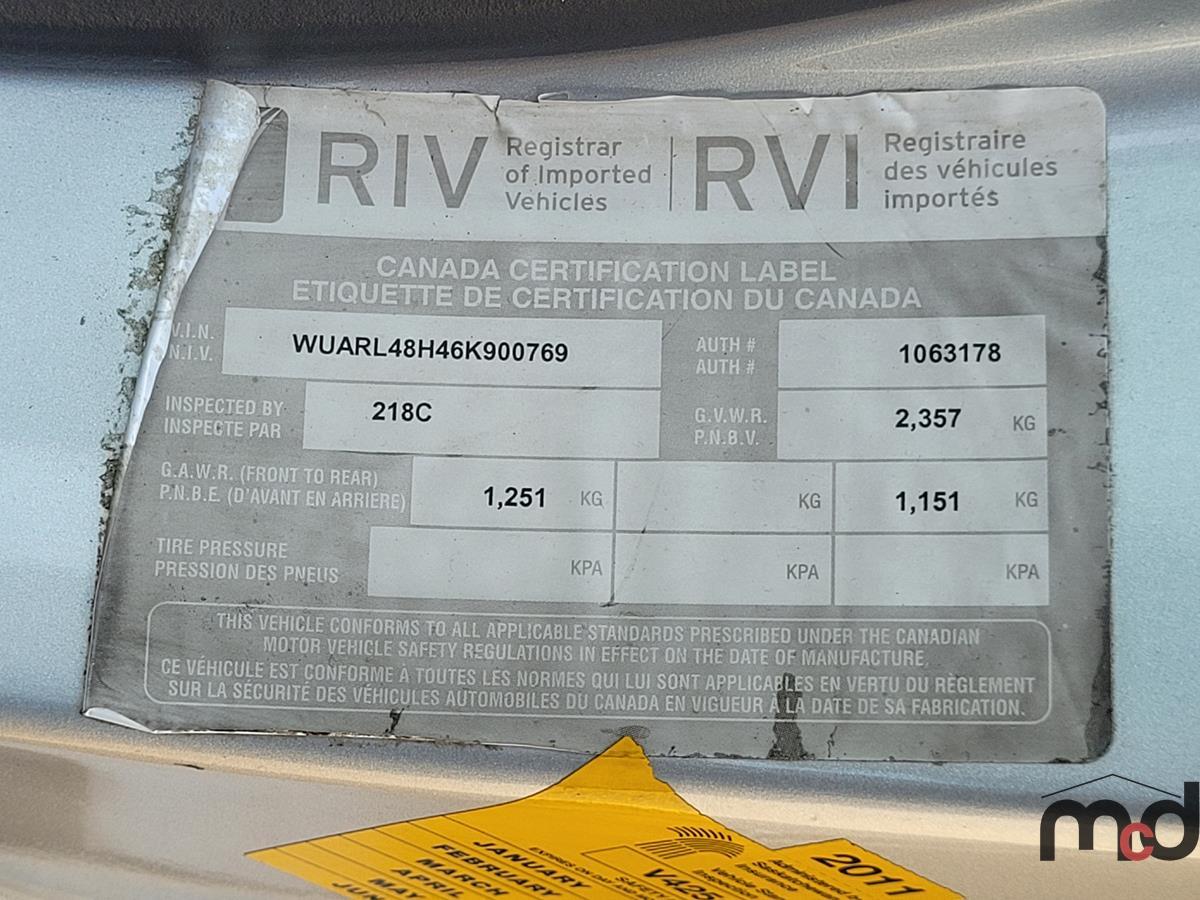 RIV Registrar of Imported Vehicles
RVI Registraire des véhicules importés
CANADA CERTIFICATION LABEL
ETIQUETTE DE CERTIFICATION DU CANADA
V.I.N. WUARL48H46K900769 AUTH # 1063178
N.I.V. AUTH #
INSPECTED BY 218C G.V.W.R. 2,357 KG
INSPECTE PAR P.N.B.V.
G.A.W.R. (FRONT TO REAR)
P.N.B.E. (D'AVANT EN ARRIERE) 1,251 KG KG 1,151 KG
TIRE PRESSURE
PRESSION DES PNEUS KPA KPA KPA
THIS VEHICLE CONFORMS TO ALL APPLICABLE STANDARDS PRESCRIBED UNDER THE CANADIAN
MOTOR VEHICLE SAFETY REGULATIONS IN EFFECT ON THE DATE OF MANUFACTURE.
CE VÉHICULE EST CONFORME À TOUTES LES NORMES QUI LUI SONT APPLICABLES EN VERTU DU RÈGLEMENT
SUR LA SÉCURITÉ DES VÉHICULES AUTOMOBILES DU CANADA EN VIGUEUR À LA DATE DE SA FABRICATION.
JANUARY
FEBRUARY
MARCH
APRIL
MAY
SAFETY
V425
2011
mcd